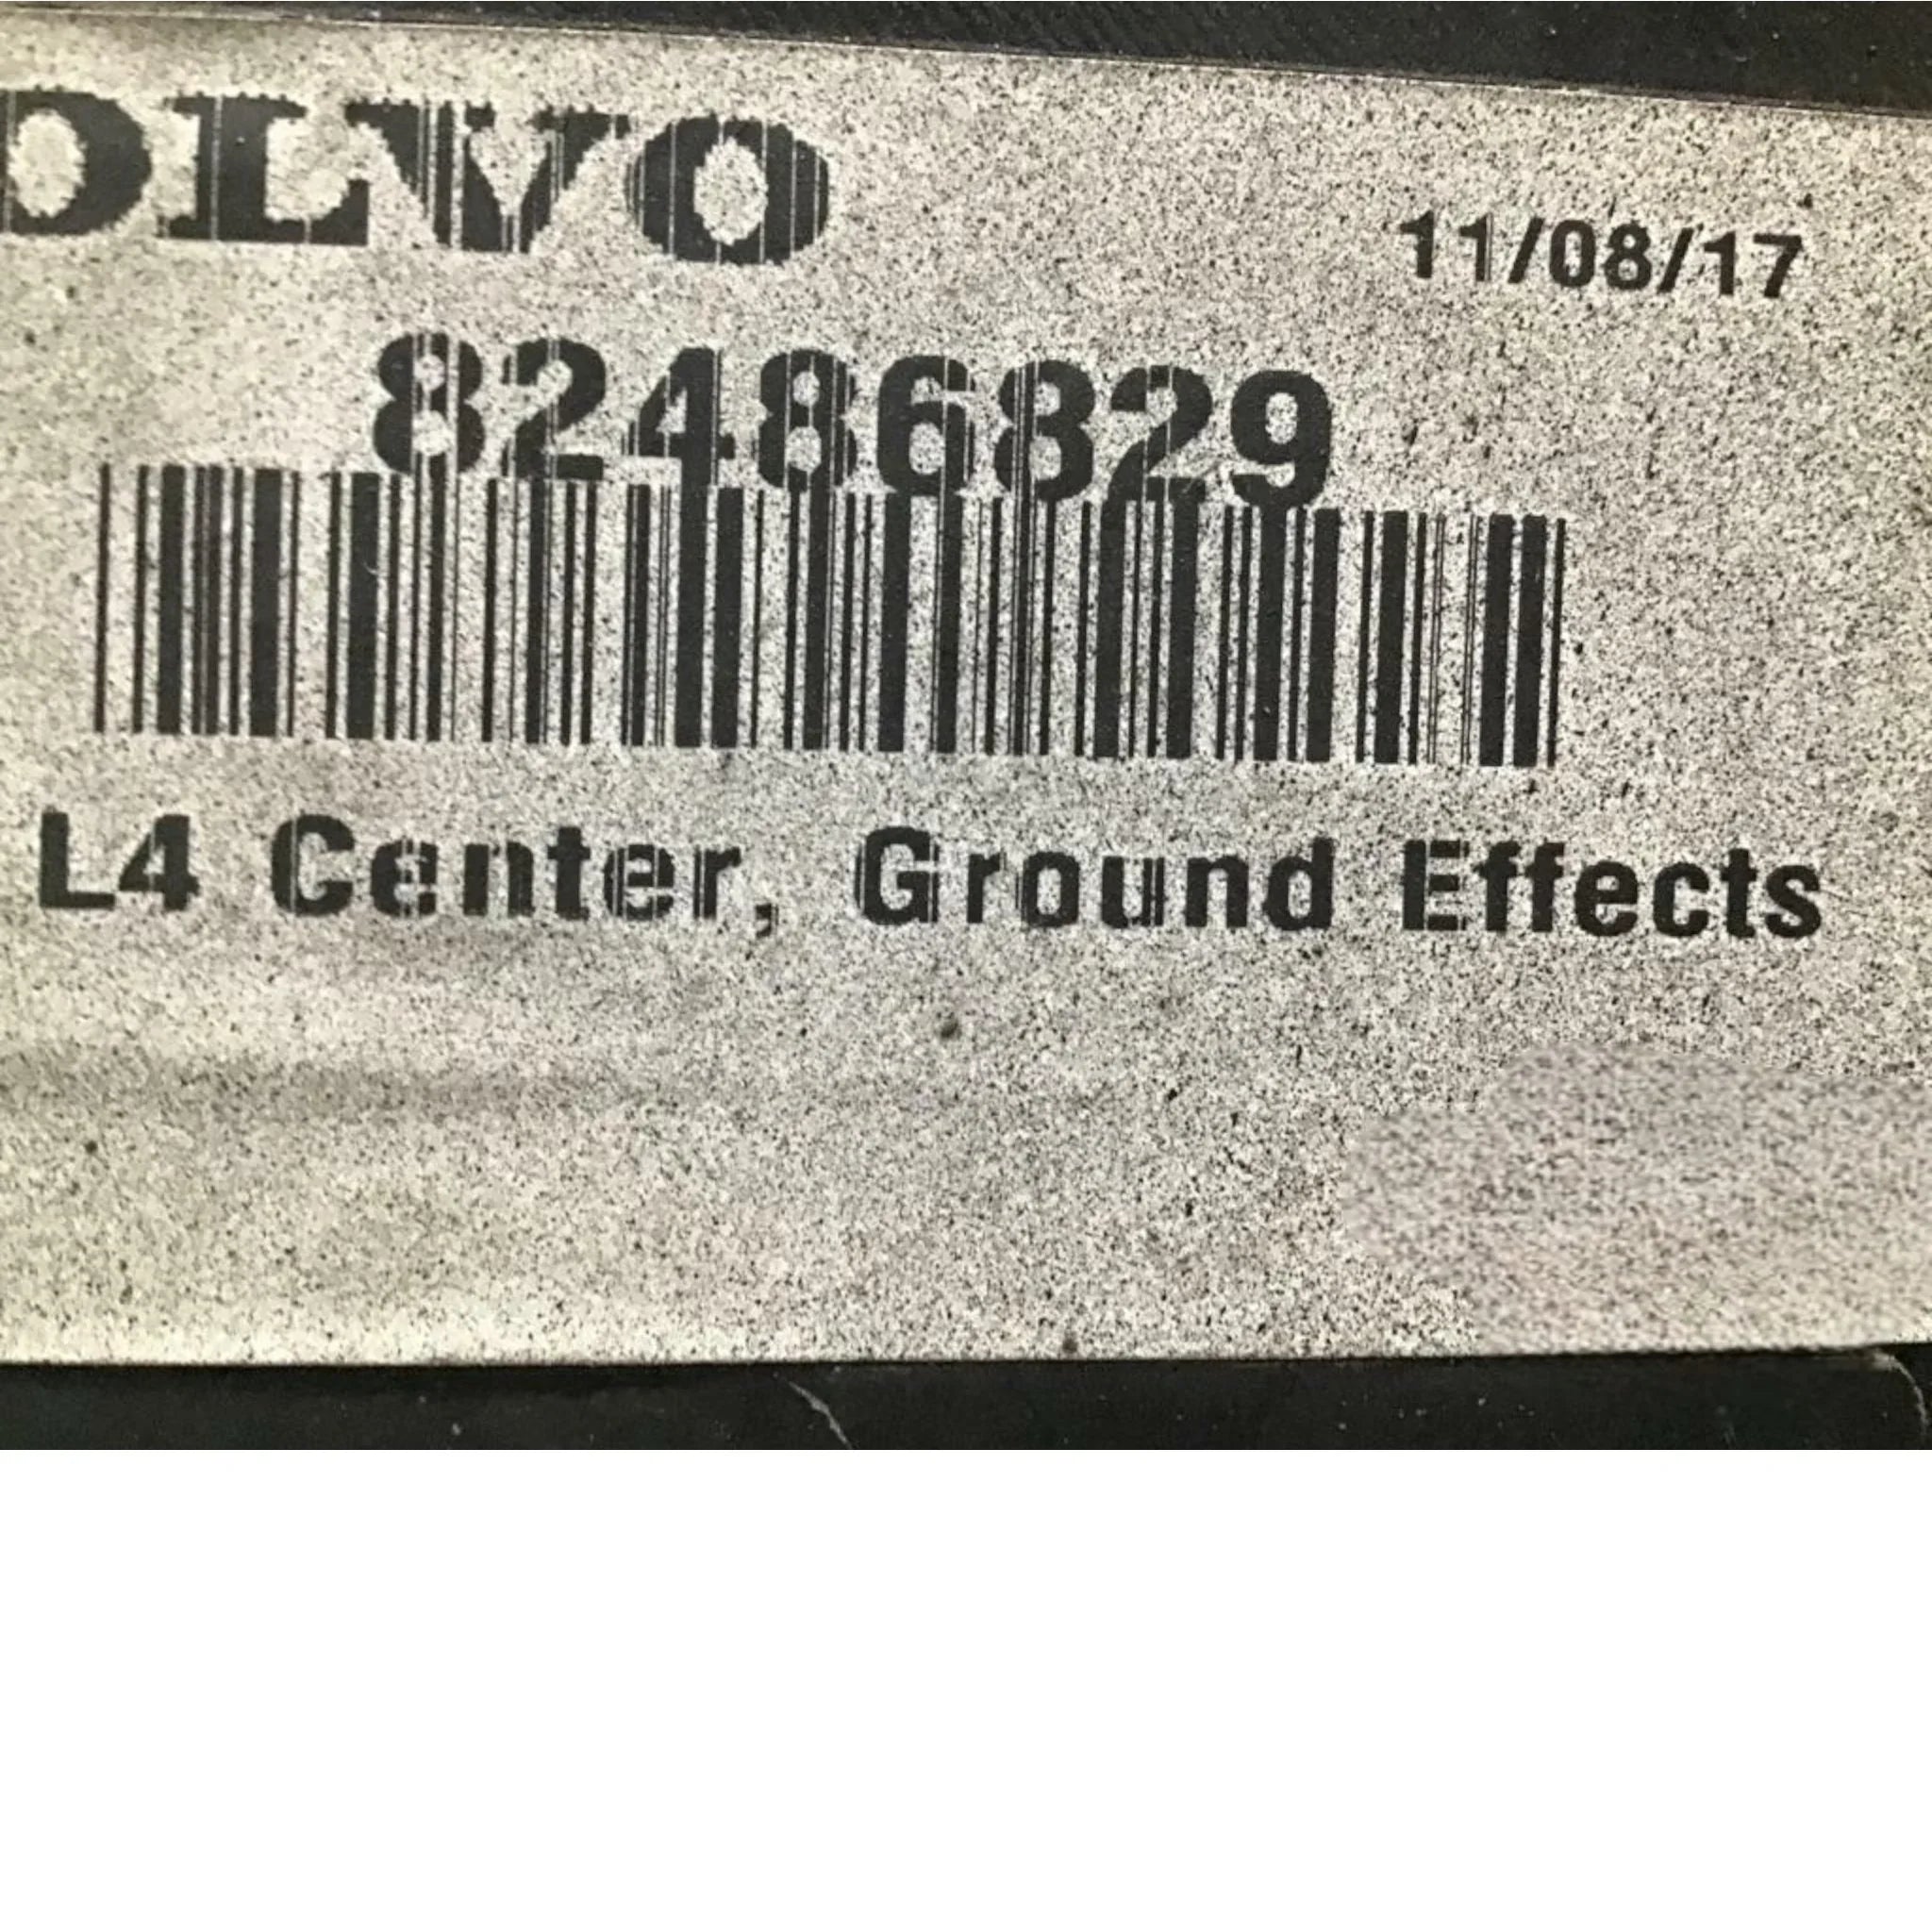 OLVO
11/08/17
82486829
L4 Center, Ground Effects